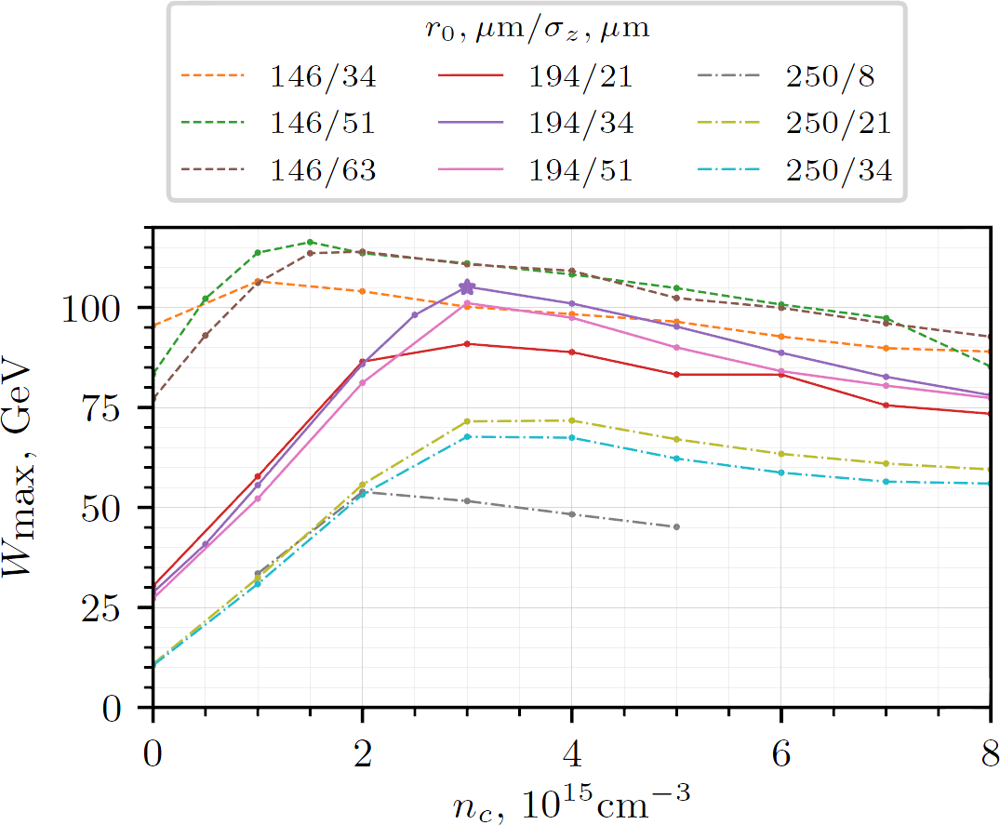 r₀, μm/σ_z, μm
146/34 194/21 250/8
146/51 194/34 250/21
146/63 194/51 250/34
100
75
50
25
0
Wmax, GeV
0 2 4 6 8
n_c, 10¹⁵cm⁻³